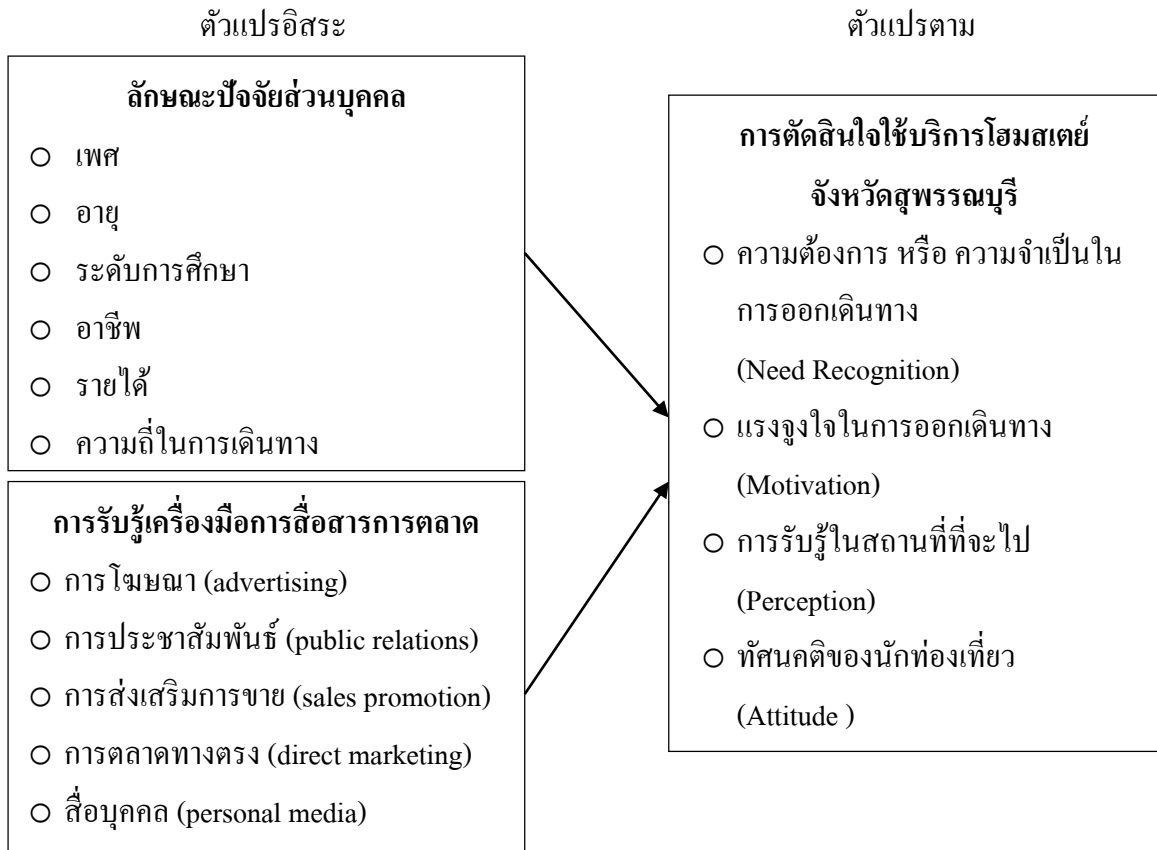 ตัวแปรอิสระ
ตัวแปรตาม
ลักษณะปัจจัยส่วนบุคคล
เพศ
อายุ
ระดับการศึกษา
อาชีพ
รายได้
ความถี่ในการเดินทาง
การรับรู้เครื่องมือการสื่อสารการตลาด
การโฆษณา (advertising)
การประชาสัมพันธ์ (public relations)
การส่งเสริมการขาย (sales promotion)
การตลาดทางตรง (direct marketing)
สื่อบุคคล (personal media)
การตัดสินใจใช้บริการโฮมสเตย์
จังหวัดสุพรรณบุรี
ความต้องการ หรือ ความจำเป็นใน
การออกเดินทาง
(Need Recognition)
แรงจูงใจในการออกเดินทาง
(Motivation)
การรับรู้ในสถานที่ที่จะไป
(Perception)
ทัศนคติของนักท่องเที่ยว
(Attitude )